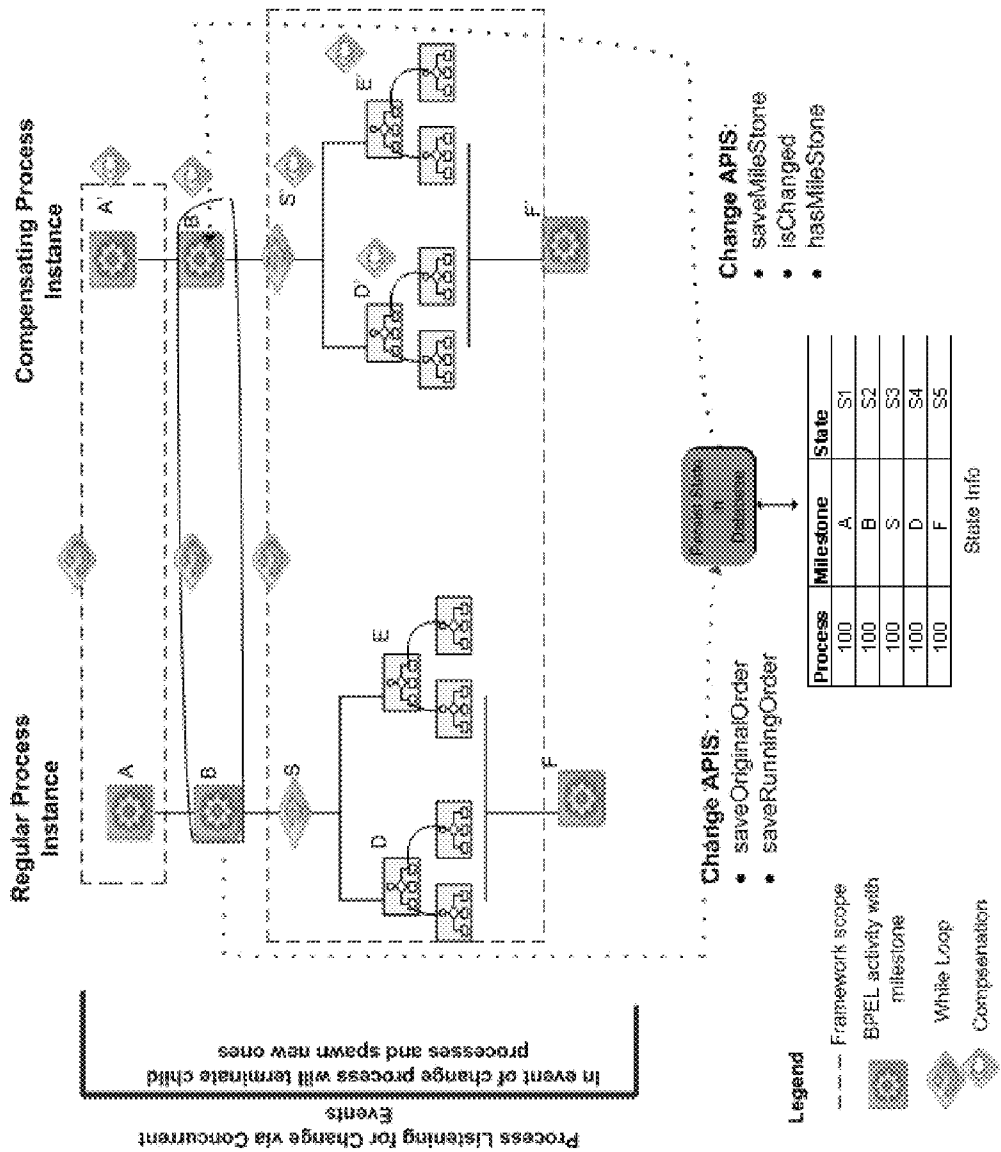 Regular Process
Instance
Compensating Process
Instance
A
A'
B
B'
S
S'
D
E
D'
E'
F
F'
Process Listening for Change via Concurrent
Events
In event of change process will terminate child
processes and spawn new ones
Change APIS:
• saveOriginalOrder
• saveRunningOrder
Change APIS:
• saveMileStone
• isChanged
• hasMileStone
Process Milestone State
100 A S1
100 B S2
100 S S3
100 D S4
100 F S5
State Info
Legend
Framework scope
BPEL activity with
milestone
While Loop
Compsenation